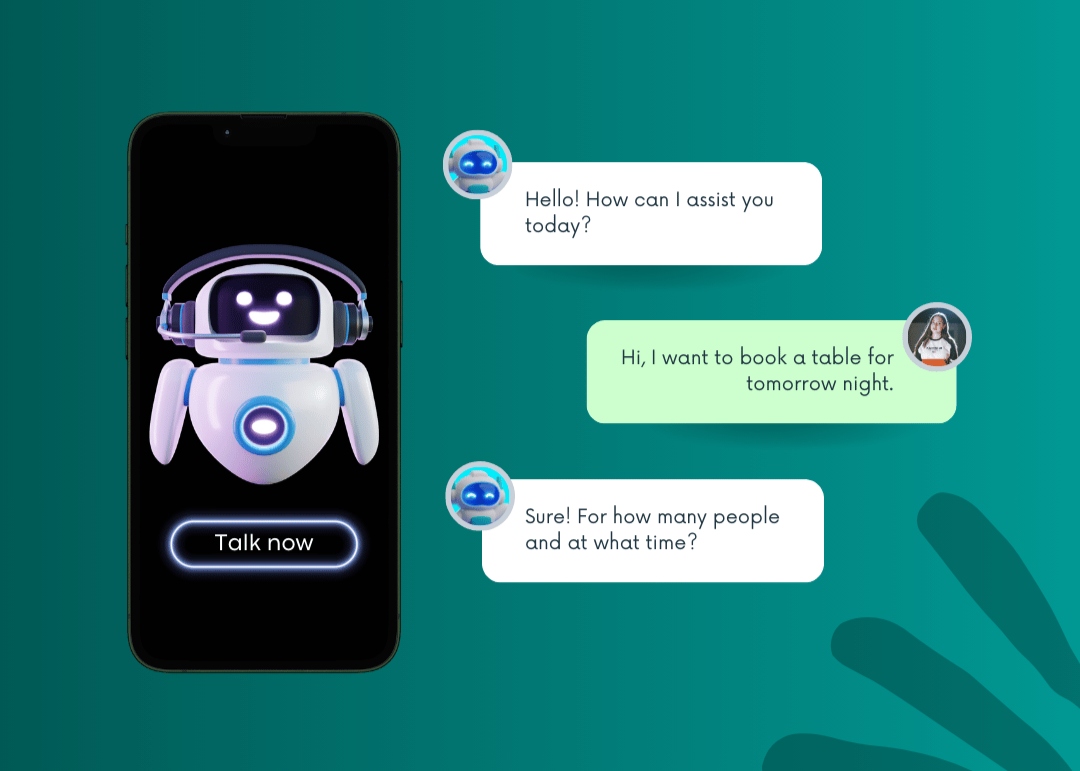 Hello! How can I assist you
today?
Hi, I want to book a table for
tomorrow night.
Sure! For how many people
and at what time?
Talk now